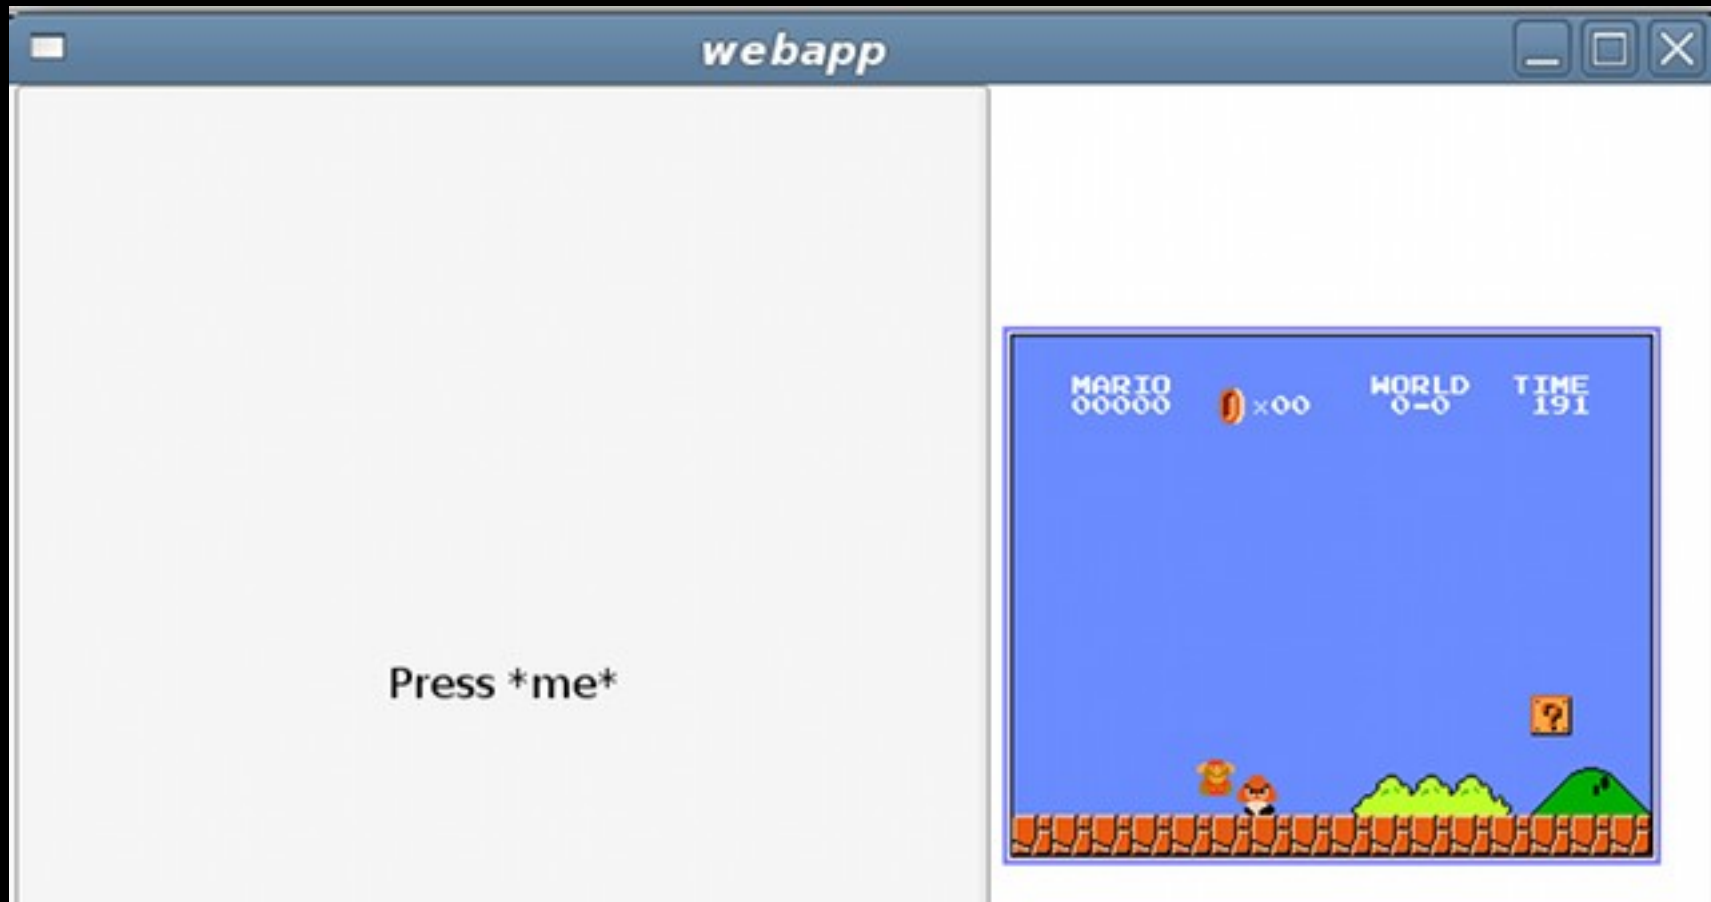 webapp
Press *me*
MARIO WORLD TIME
00000 ×00 0-0 191
?